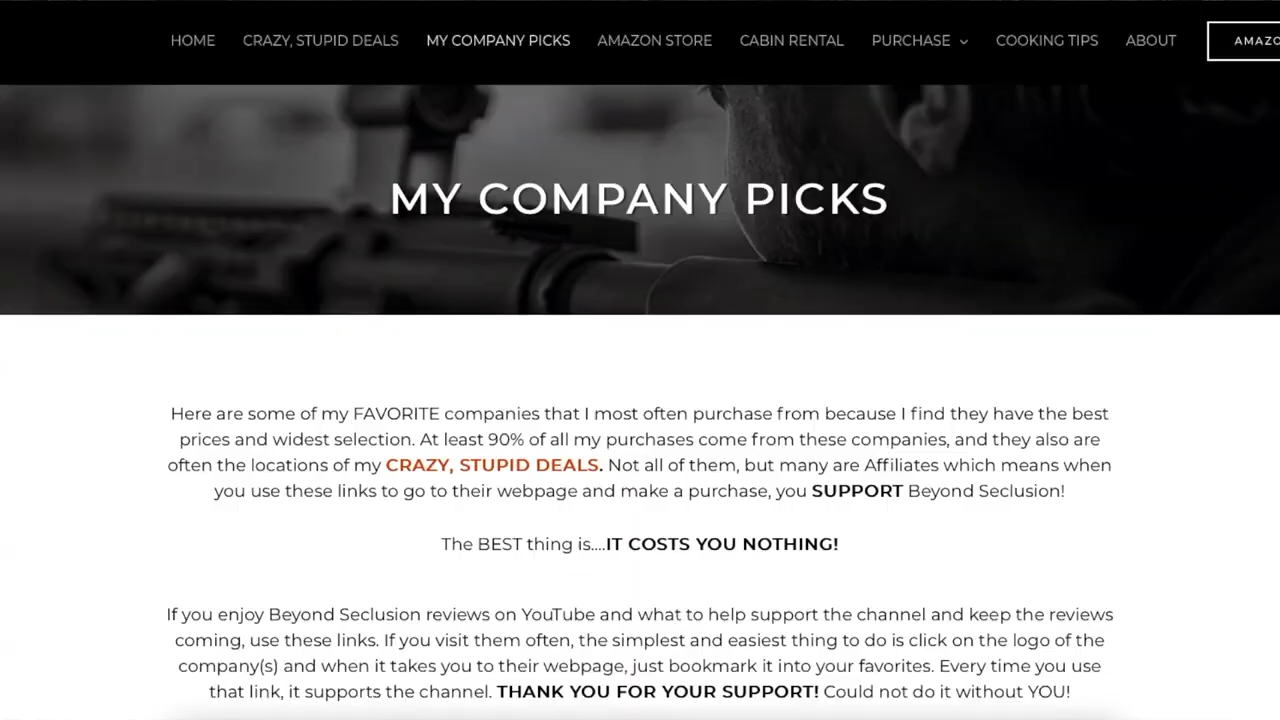 HOME CRAZY, STUPID DEALS MY COMPANY PICKS AMAZON STORE CABIN RENTAL PURCHASE COOKING TIPS ABOUT AMAZO
MY COMPANY PICKS
Here are some of my FAVORITE companies that I most often purchase from because I find they have the best
prices and widest selection. At least 90% of all my purchases come from these companies, and they also are
often the locations of my CRAZY, STUPID DEALS. Not all of them, but many are Affiliates which means when
you use these links to go to their webpage and make a purchase, you SUPPORT Beyond Seclusion!
The BEST thing is....IT COSTS YOU NOTHING!
If you enjoy Beyond Seclusion reviews on YouTube and what to help support the channel and keep the reviews
coming, use these links. If you visit them often, the simplest and easiest thing to do is click on the logo of the
company(s) and when it takes you to their webpage, just bookmark it into your favorites. Every time you use
that link, it supports the channel. THANK YOU FOR YOUR SUPPORT! Could not do it without YOU!